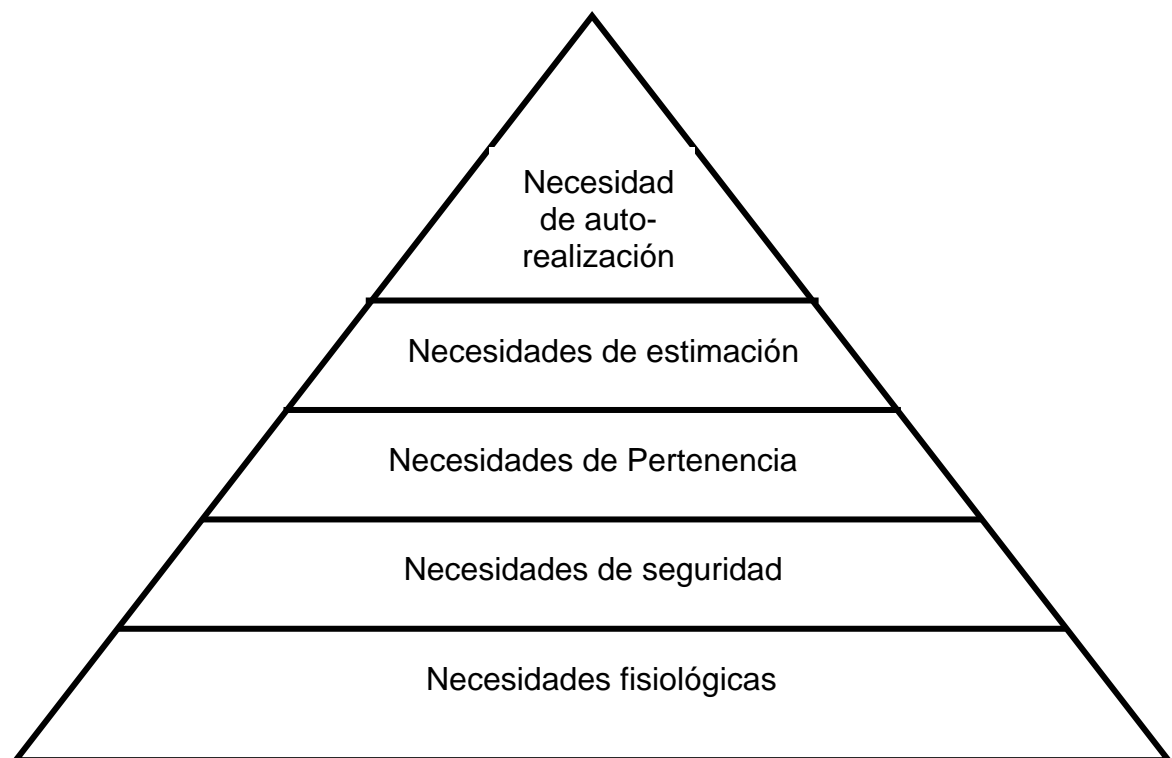 Necesidad
de auto-
realización
Necesidades de estimación
Necesidades de Pertenencia
Necesidades de seguridad
Necesidades fisiológicas